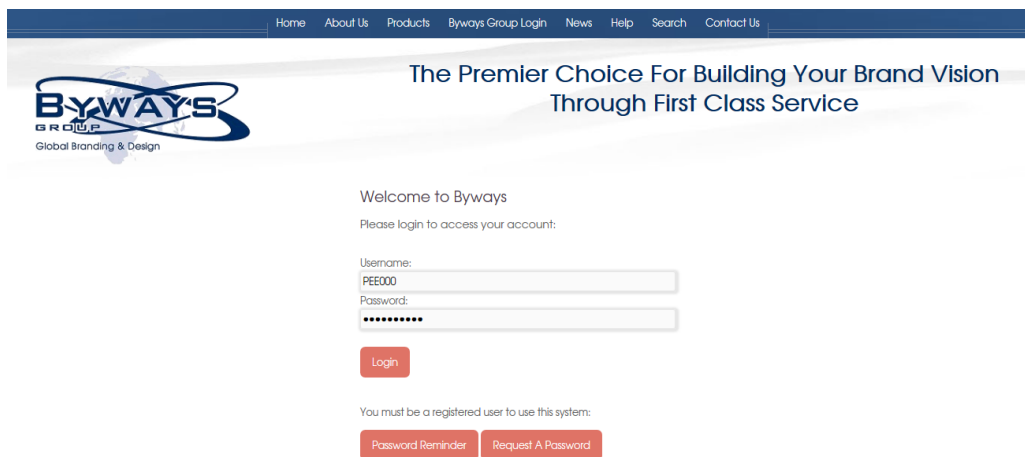 Home About Us Products Byways Group Login News Help Search Contact Us
The Premier Choice For Building Your Brand Vision
Through First Class Service
BYWAYS
GROUP
Global Branding & Design
Welcome to Byways
Please login to access your account:
Username:
PEE000
Password:
••••••••••
Login
You must be a registered user to use this system:
Password Reminder Request A Password